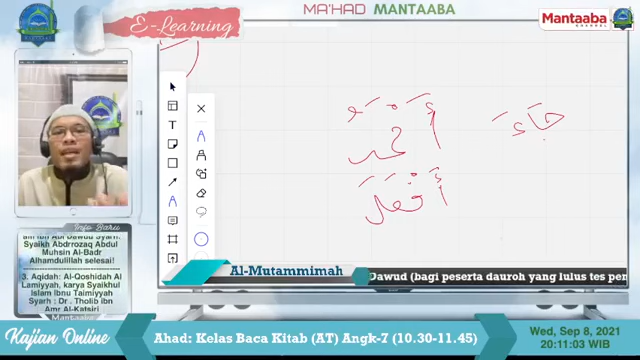 MA'HAD MANTAABA
E-Learning
Mantaaba
CHANNEL
جَاءَ أَحْمَدُ
أَفْعَلَ
Info Baru
Syaikh Abdrrozaq Abdul
Muhsin Al-Badr
Alhamdulillah selesai!
3. Aqidah: Al-Qoshidah Al
Lamiyyah, karya Syaikhul
Islam Ibnu Taimiyyah
Syarh : Dr . Tholib ibn
Amr Al-Katsiri
Al-Mutammimah
Dawud (bagi peserta dauroh yang lulus tes per
Kajian Online
Ahad: Kelas Baca Kitab (AT) Angk-7 (10.30-11.45)
Wed, Sep 8, 2021
20:11:03 WIB